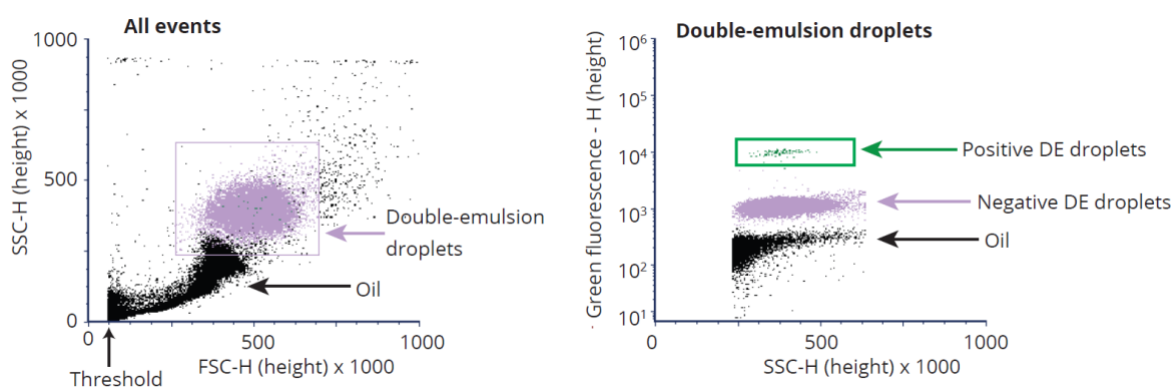 All events
1000
500
0
SSC-H (height) x 1000
Double-emulsion
droplets
Oil
0
500
1000
FSC-H (height) x 1000
Threshold
Double-emulsion droplets
10⁶
10⁵
10⁴
10³
10²
10¹
Green fluorescence - H (height)
Positive DE droplets
Negative DE droplets
Oil
0
500
1000
SSC-H (height) x 1000